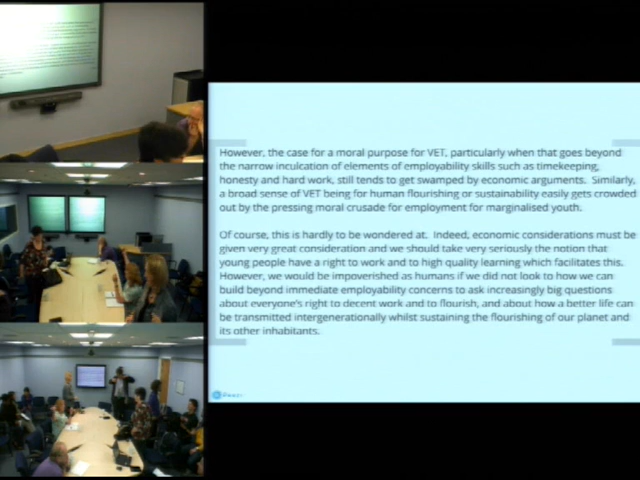 However, the case for a moral purpose for VET, particularly when that goes beyond
the narrow inculcation of elements of employability skills such as timekeeping,
honesty and hard work, still tends to get swamped by economic arguments.  Similarly,
a broad sense of VET being for human flourishing or sustainability easily gets crowded
out by the pressing moral crusade for employment for marginalised youth.
Of course, this is hardly to be wondered at.  Indeed, economic considerations must be
given very great consideration and we should take very seriously the notion that
young people have a right to work and to high quality learning which facilitates this.
However, we would be impoverished as humans if we did not look to how we can
build beyond immediate employability concerns to ask increasingly big questions
about everyone's right to decent work and to flourish, and about how a better life can
be transmitted intergenerationally whilst sustaining the flourishing of our planet and
its other inhabitants.